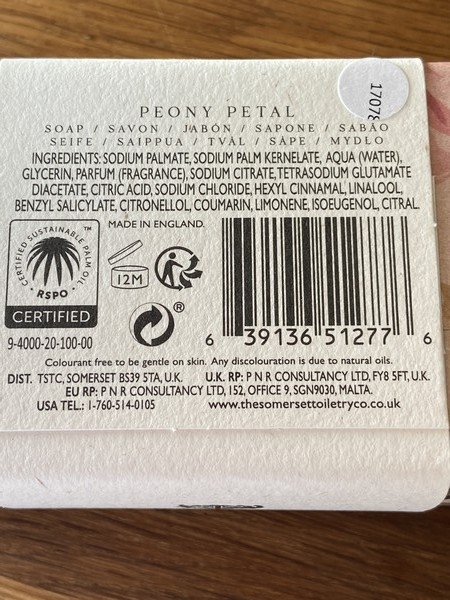 17078
PEONY PETAL
SOAP / SAVON / JABÓN / SAPONE / SABÃO
SEIFE / SAIPPUA / TVÅL / SÅPE / MYDŁO
INGREDIENTS: SODIUM PALMATE, SODIUM PALM KERNELATE, AQUA (WATER),
GLYCERIN, PARFUM (FRAGRANCE), SODIUM CITRATE, TETRASODIUM GLUTAMATE
DIACETATE, CITRIC ACID, SODIUM CHLORIDE, HEXYL CINNAMAL, LINALOOL,
BENZYL SALICYLATE, CITRONELLOL, COUMARIN, LIMONENE, ISOEUGENOL, CITRAL.
CERTIFIED SUSTAINABLE PALM OIL ™
• RSPO •
CERTIFIED
9-4000-20-100-00
MADE IN ENGLAND.
12M
®
6 39136 51277 6
Colourant free to be gentle on skin. Any discolouration is due to natural oils.
DIST. TSTC, SOMERSET BS39 5TA, U.K. U.K. RP: P N R CONSULTANCY LTD, FY8 5FT, U.K.
EU RP: P N R CONSULTANCY LTD, 152, OFFICE 9, SGN9030, MALTA.
USA TEL.: 1-760-514-0105 www.thesomersettoiletryco.co.uk